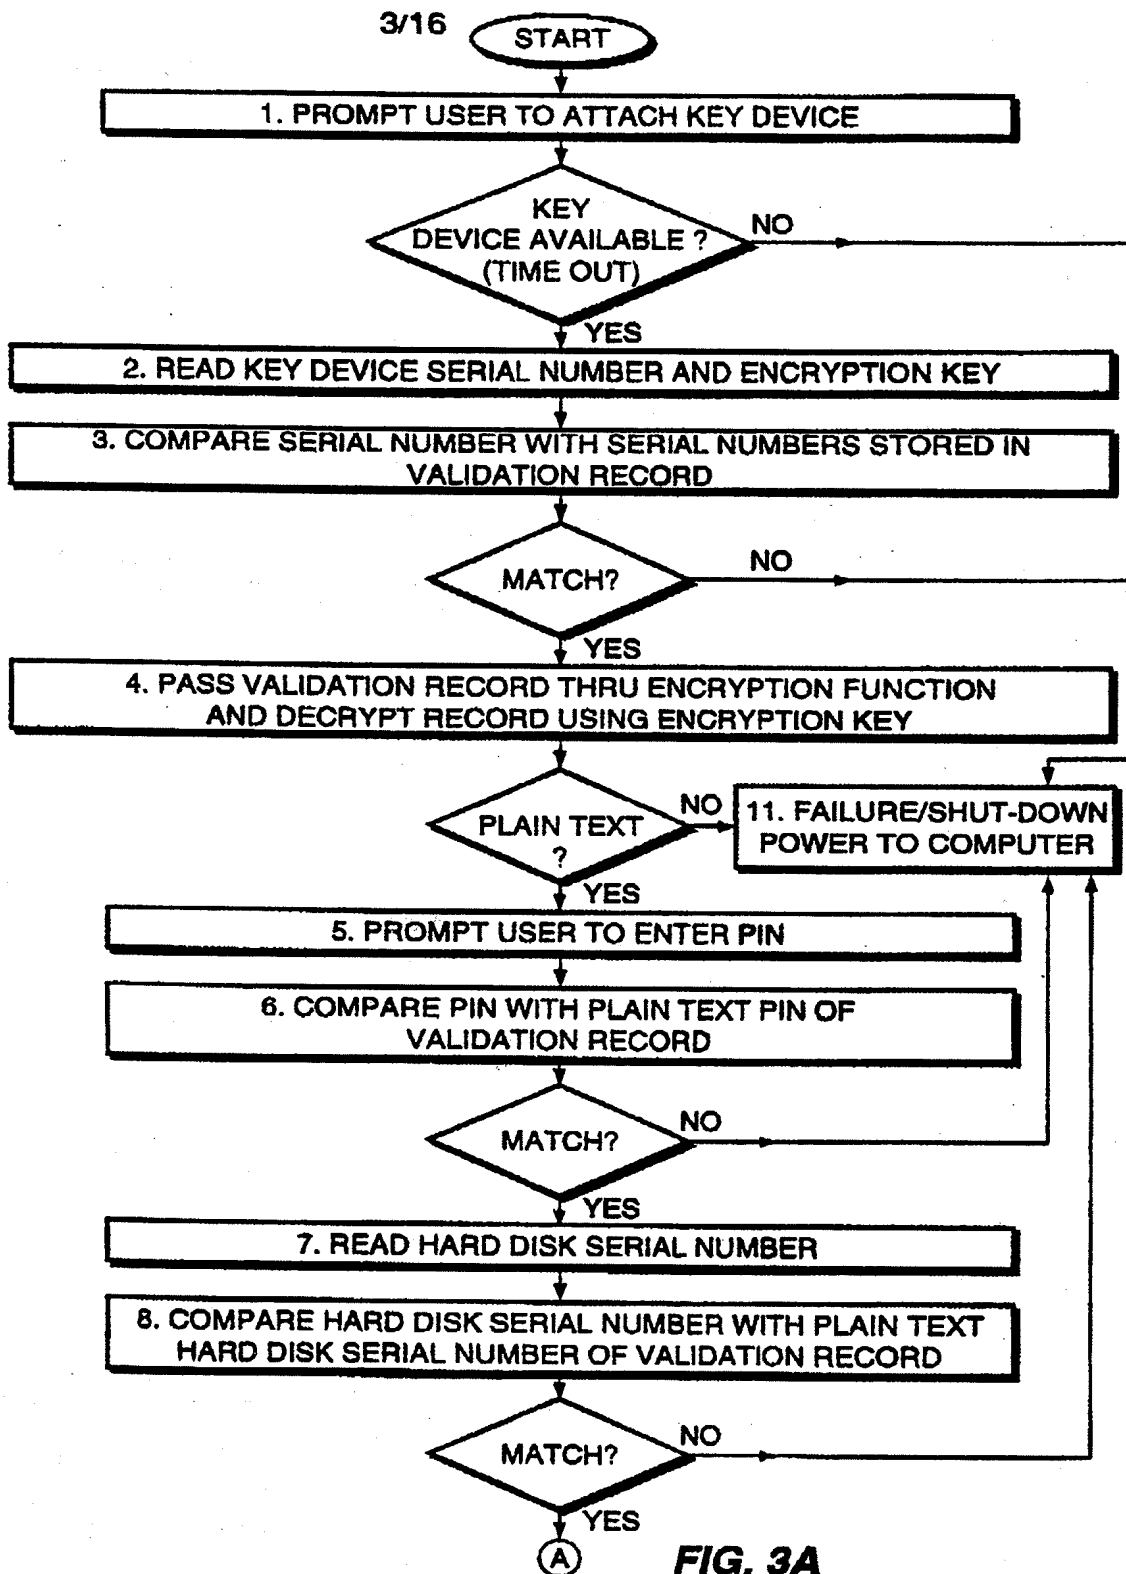 3/16
START
1. PROMPT USER TO ATTACH KEY DEVICE
KEY
DEVICE AVAILABLE ?
(TIME OUT)
NO
YES
2. READ KEY DEVICE SERIAL NUMBER AND ENCRYPTION KEY
3. COMPARE SERIAL NUMBER WITH SERIAL NUMBERS STORED IN
VALIDATION RECORD
MATCH?
NO
YES
4. PASS VALIDATION RECORD THRU ENCRYPTION FUNCTION
AND DECRYPT RECORD USING ENCRYPTION KEY
PLAIN TEXT
?
NO
11. FAILURE/SHUT-DOWN
POWER TO COMPUTER
YES
5. PROMPT USER TO ENTER PIN
6. COMPARE PIN WITH PLAIN TEXT PIN OF
VALIDATION RECORD
MATCH?
NO
YES
7. READ HARD DISK SERIAL NUMBER
8. COMPARE HARD DISK SERIAL NUMBER WITH PLAIN TEXT
HARD DISK SERIAL NUMBER OF VALIDATION RECORD
MATCH?
NO
YES
A
FIG. 3A